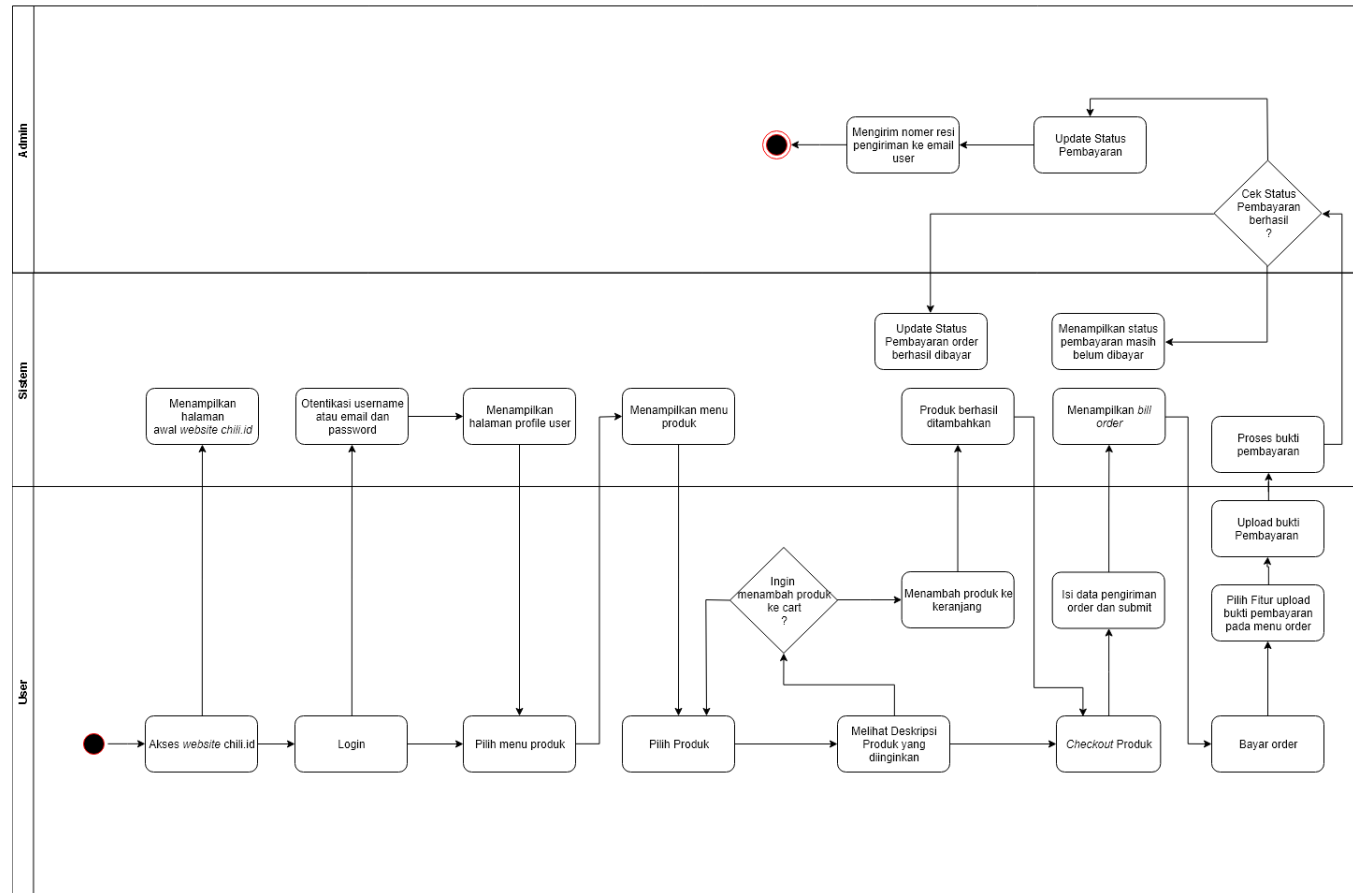 Admin
Mengirim nomer resi
pengiriman ke email
user
Update Status
Pembayaran
Cek Status
Pembayaran
berhasil
?
Sistem
Update Status
Pembayaran order
berhasil dibayar
Menampilkan status
pembayaran masih
belum dibayar
Menampilkan
halaman
awal website chili.id
Otentikasi username
atau email dan
password
Menampilkan
halaman profile user
Menampilkan menu
produk
Produk berhasil
ditambahkan
Menampilkan bill
order
Proses bukti
pembayaran
User
Upload bukti
Pembayaran
Ingin
menambah produk
ke cart
?
Menambah produk ke
keranjang
Isi data pengiriman
order dan submit
Pilih Fitur upload
bukti pembayaran
pada menu order
Akses website chili.id
Login
Pilih menu produk
Pilih Produk
Melihat Deskripsi
Produk yang
diinginkan
Checkout Produk
Bayar order